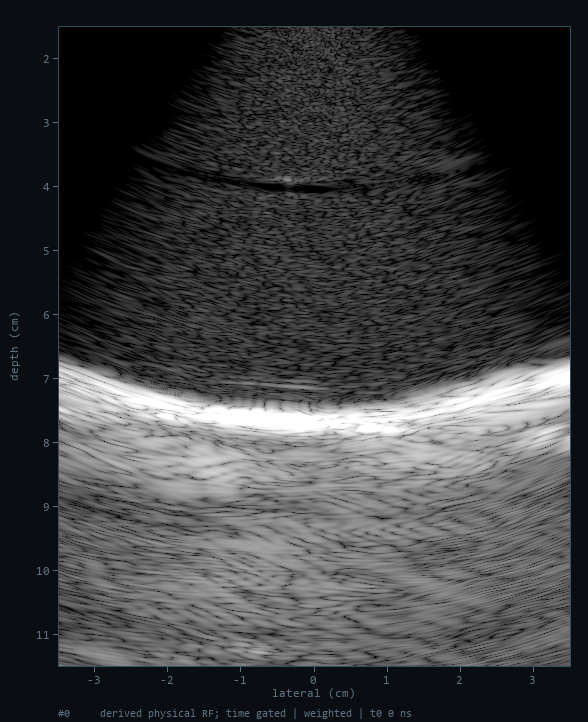 2
3
4
5
6
7
8
9
10
11
depth (cm)
-3 -2 -1 0 1 2 3
lateral (cm)
#0 derived physical RF; time gated | weighted | t0 0 ns